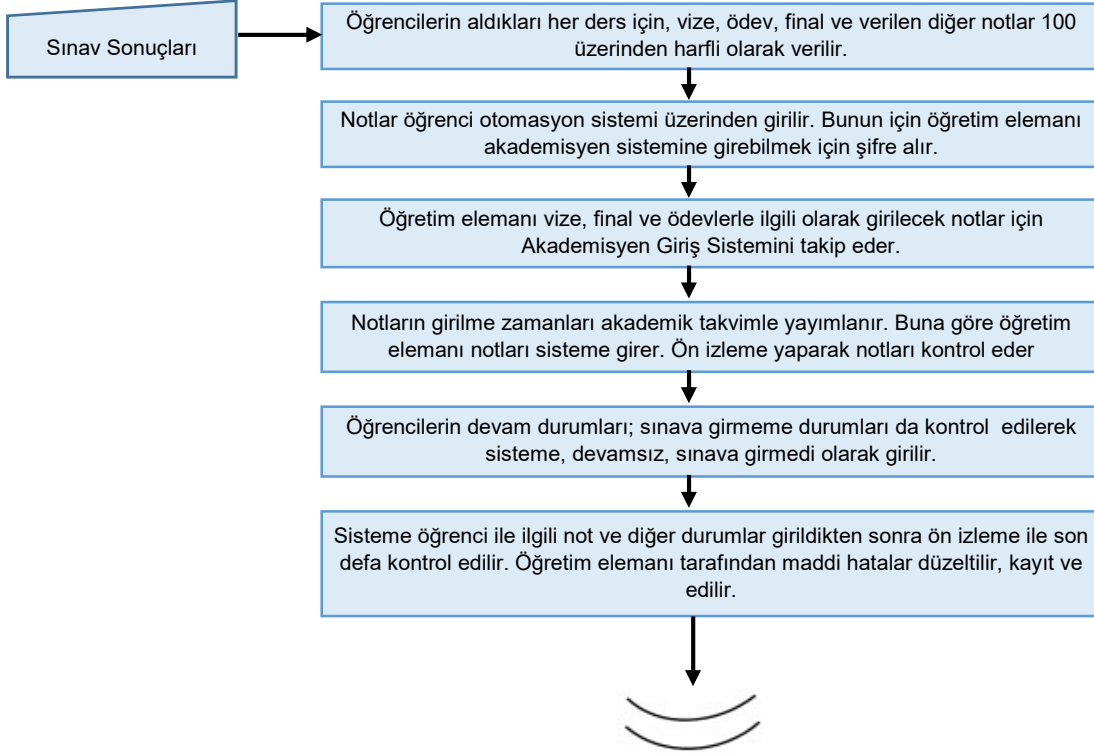 Sınav Sonuçları
Öğrencilerin aldıkları her ders için, vize, ödev, final ve verilen diğer notlar 100
üzerinden harfli olarak verilir.
Notlar öğrenci otomasyon sistemi üzerinden girilir. Bunun için öğretim elemanı
akademisyen sistemine girebilmek için şifre alır.
Öğretim elemanı vize, final ve ödevlerle ilgili olarak girilecek notlar için
Akademisyen Giriş Sistemini takip eder.
Notların girilme zamanları akademik takvimle yayımlanır. Buna göre öğretim
elemanı notları sisteme girer. Ön izleme yaparak notları kontrol eder
Öğrencilerin devam durumları; sınava girmeme durumları da kontrol  edilerek
sisteme, devamsız, sınava girmedi olarak girilir.
Sisteme öğrenci ile ilgili not ve diğer durumlar girildikten sonra ön izleme ile son
defa kontrol edilir. Öğretim elemanı tarafından maddi hatalar düzeltilir, kayıt ve
edilir.